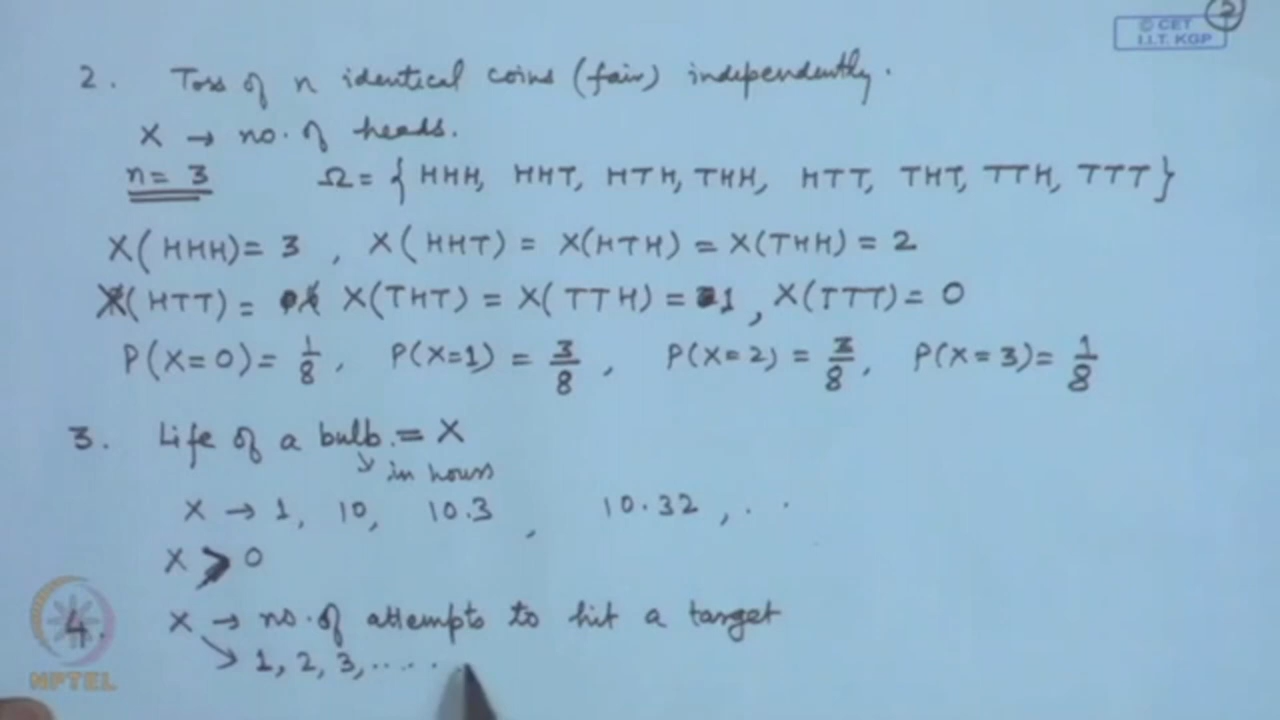 2
© CET
I.I.T. KGP
2. Toss of n identical coins (fair) independently.
X → no. of heads.
n = 3 Ω = { HHH, HHT, HTH, THH, HTT, THT, TTH, TTT }
X(HHH) = 3 , X(HHT) = X(HTH) = X(THH) = 2
X(HTT) = X(THT) = X(TTH) = 1 , X(TTT) = 0
P(X=0) = 1/8 , P(X=1) = 3/8 , P(X=2) = 3/8 , P(X=3) = 1/8
3. Life of a bulb. = X
↘ in hours
X → 1, 10, 10.3 , 10.32 , . .
X > 0
4. X → no. of attempts to hit a target
↘ 1, 2, 3, .....
NPTEL